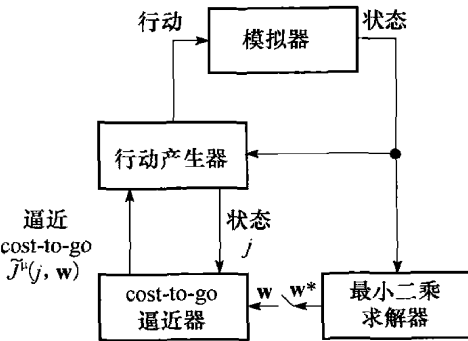 行动
模拟器
状态
行动产生器
逼近
cost-to-go
J̃^μ(j, w)
状态
j
cost-to-go
逼近器
w
w*
最小二乘
求解器